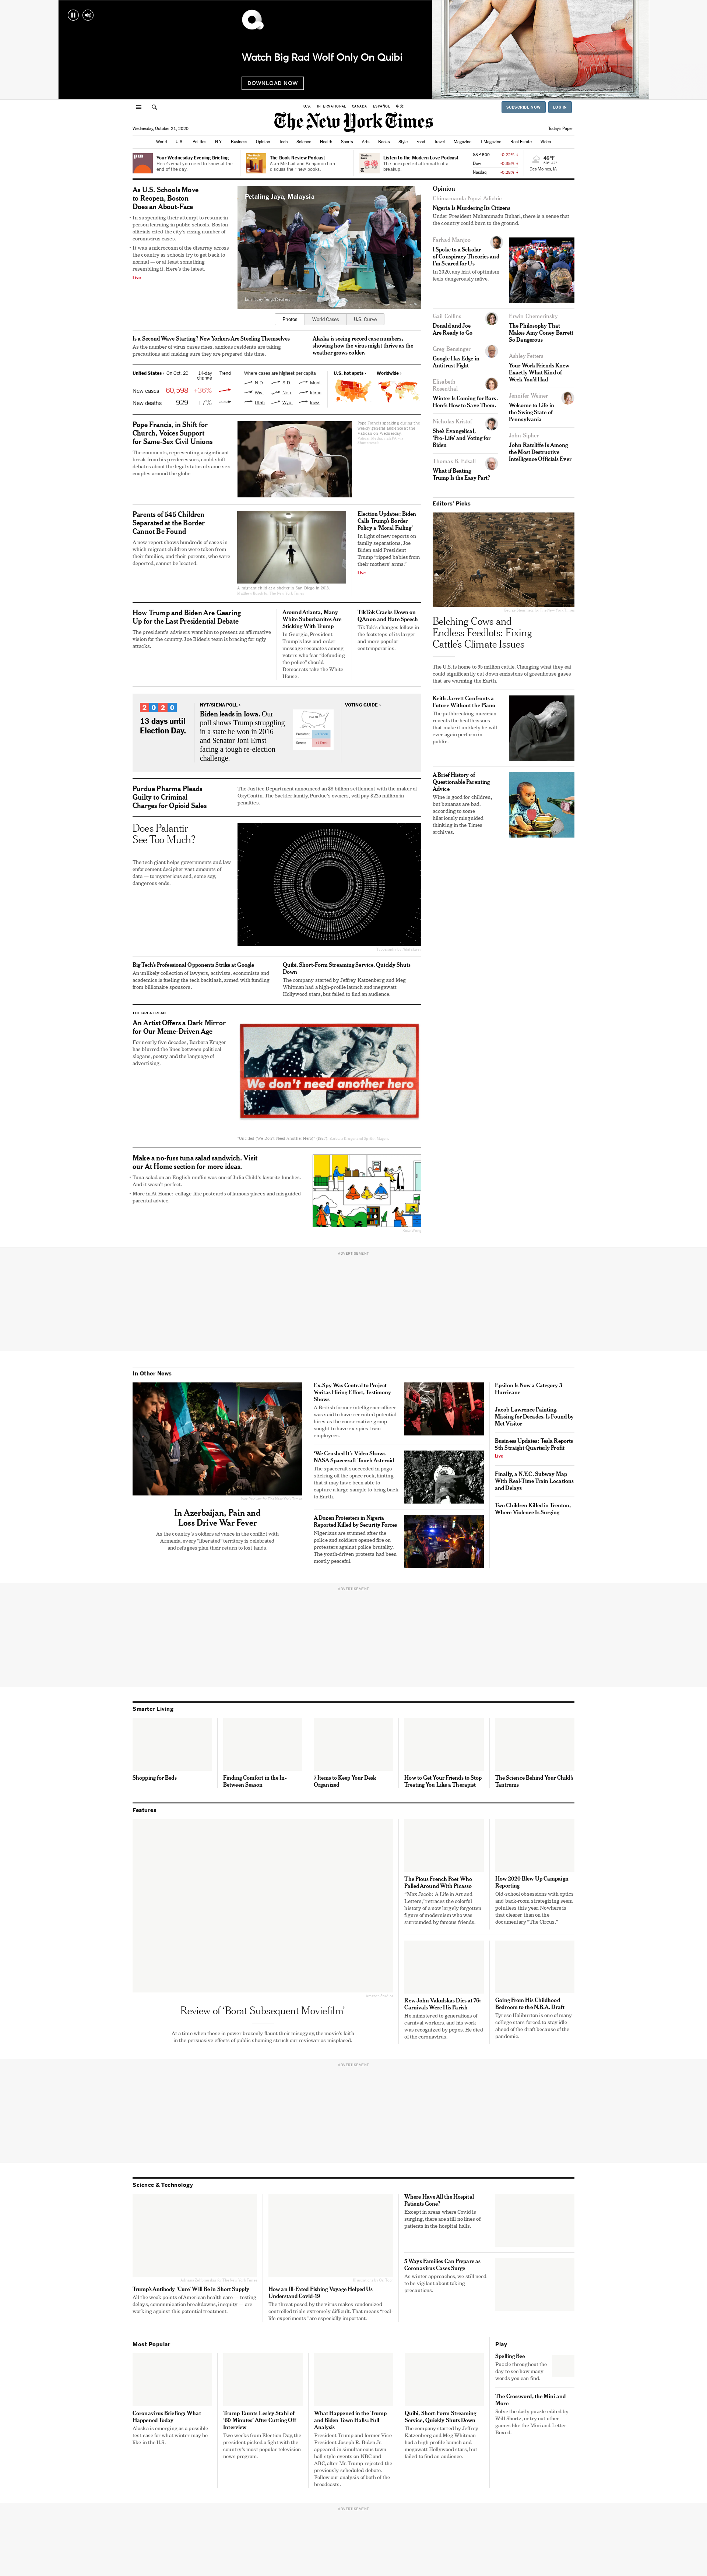 Watch Big Rad Wolf Only On Quibi
DOWNLOAD NOW
U.S. INTERNATIONAL CANADA ESPAÑOL 中文
SUBSCRIBE NOW
LOG IN
The New York Times
Wednesday, October 21, 2020
Today's Paper
World U.S. Politics N.Y. Business Opinion Tech Science Health Sports Arts Books Style Food Travel Magazine T Magazine Real Estate Video
Your Wednesday Evening Briefing
Here's what you need to know at the
end of the day.
The Book Review Podcast
Ayad Akhtar and Benjamin Lorr
discuss their new books.
Listen to the Modern Love Podcast
The unexpected aftermath of a
breakup.
S&P 500 -0.22%
Dow -0.35%
Nasdaq -0.28%
46°F
Des Moines, IA
As U.S. Schools Move
to Reopen, Boston
Does an About-Face
In suspending their attempt to resume in-
person learning in public schools, Boston
officials cited the city's rising number of
coronavirus cases.
It was a microcosm of the disarray across
the country as schools try to get back to
normal — or at least something
resembling it. Here's the latest.
Live
Petaling Jaya, Malaysia
Photos World Cases U.S. Curve
Is a Second Wave Starting? New Yorkers Are Steeling Themselves
As the number of virus cases rises, anxious residents are taking
precautions and making sure they are prepared this time.
Alaska is seeing record case numbers,
showing how the virus might thrive as the
weather grows colder.
United States › On Oct. 20 14-day
change Trend
New cases 60,598 +36%
New deaths 929 +7%
Where cases are highest per capita
N.D. S.D. Mont.
Wis. Neb. Idaho
Utah Wyo. Iowa
U.S. hot spots ›
Worldwide ›
Pope Francis, in Shift for
Church, Voices Support
for Same-Sex Civil Unions
The comments, representing a significant
break from his predecessors, could shift
debates about the legal status of same-sex
couples around the globe
Pope Francis speaking during the
weekly general audience at the
Vatican on Wednesday.
Parents of 545 Children
Separated at the Border
Cannot Be Found
A new report shows hundreds of cases in
which migrant children were taken from
their families, and their parents, who were
deported, cannot be located.
A migrant child at a shelter in San Diego in 2018.
Election Updates: Biden
Calls Trump's Border
Policy a 'Moral Failing'
In light of new reports on
family separations, Joe
Biden said President
Trump "ripped babies from
their mothers' arms."
Live
How Trump and Biden Are Gearing
Up for the Last Presidential Debate
The president's advisers want him to present an affirmative
vision for the country. Joe Biden's team is bracing for ugly
attacks.
Around Atlanta, Many
White Suburbanites Are
Sticking With Trump
In Georgia, President
Trump's law-and-order
message resonates among
voters who fear "defunding
the police" should
Democrats take the White
House.
TikTok Cracks Down on
QAnon and Hate Speech
TikTok's changes follow in
the footsteps of its larger
and more popular
contemporaries.
2020
13 days until
Election Day.
NYT/SIENA POLL ›
Biden leads in Iowa. Our
poll shows Trump struggling
in a state he won in 2016
and Senator Joni Ernst
facing a tough re-election
challenge.
President
Senate
VOTING GUIDE ›
Purdue Pharma Pleads
Guilty to Criminal
Charges for Opioid Sales
The Justice Department announced an $8 billion settlement with the maker of
OxyContin. The Sackler family, Purdue's owners, will pay $225 million in
penalties.
Does Palantir
See Too Much?
The tech giant helps governments and law
enforcement decipher vast amounts of
data — to mysterious and, some say,
dangerous ends.
Big Tech's Professional Opponents Strike at Google
An unlikely collection of lawyers, activists, economists and
academics is fueling the tech backlash, armed with funding
from billionaire sponsors.
Quibi, Short-Form Streaming Service, Quickly Shuts
Down
The company started by Jeffrey Katzenberg and Meg
Whitman had a high-profile launch and megawatt
Hollywood stars, but failed to find an audience.
THE GREAT READ
An Artist Offers a Dark Mirror
for Our Meme-Driven Age
For nearly five decades, Barbara Kruger
has blurred the lines between political
slogans, poetry and the language of
advertising.
We don't need another hero
"Untitled (We Don't Need Another Hero)" (1987).
Make a no-fuss tuna salad sandwich. Visit
our At Home section for more ideas.
Tuna salad on an English muffin was one of Julia Child's favorite lunches.
And it wasn't perfect.
More in At Home: collage-like postcards of famous places and misguided
parental advice.
Opinion
Chimamanda Ngozi Adichie
Nigeria Is Murdering Its Citizens
Under President Muhammadu Buhari, there is a sense that
the country could burn to the ground.
Farhad Manjoo
I Spoke to a Scholar
of Conspiracy Theories and
I'm Scared for Us
In 2020, any hint of optimism
feels dangerously naïve.
Gail Collins
Donald and Joe
Are Ready to Go
Greg Bensinger
Google Has Edge in
Antitrust Fight
Elisabeth
Rosenthal
Winter Is Coming for Bars.
Here's How to Save Them.
Nicholas Kristof
She's Evangelical,
'Pro-Life' and Voting for
Biden
Thomas B. Edsall
What if Beating
Trump Is the Easy Part?
Erwin Chemerinsky
The Philosophy That
Makes Amy Coney Barrett
So Dangerous
Ashley Fetters
Your Work Friends Know
Exactly What Kind of
Week You'd Had
Jennifer Weiner
Welcome to Life in
the Swing State of
Pennsylvania
John Sipher
John Ratcliffe Is Among
the Most Destructive
Intelligence Officials Ever
Editors' Picks
Belching Cows and
Endless Feedlots: Fixing
Cattle's Climate Issues
The U.S. is home to 95 million cattle. Changing what they eat
could significantly cut down emissions of greenhouse gases
that are warming the Earth.
Keith Jarrett Confronts a
Future Without the Piano
The pathbreaking musician
reveals the health issues
that make it unlikely he will
ever again perform in
public.
A Brief History of
Questionable Parenting
Advice
Wine is good for children,
but bananas are bad,
according to some
hilariously misguided
thinking in the Times
archives.
ADVERTISEMENT
In Other News
In Azerbaijan, Pain and
Loss Drive War Fever
As the country's soldiers advance in the conflict with
Armenia, every "liberated" territory is celebrated
and refugees plan their return to lost lands.
Ex-Spy Was Central to Project
Veritas Hiring Effort, Testimony
Shows
A British former intelligence officer
was said to have recruited potential
hires as the conservative group
sought to have ex-spies train
employees.
'We Crushed It': Video Shows
NASA Spacecraft Touch Asteroid
The spacecraft succeeded in pogo-
sticking off the space rock, hinting
that it may have been able to
capture a large sample to bring back
to Earth.
A Dozen Protesters in Nigeria
Reported Killed by Security Forces
Nigerians are stunned after the
police and soldiers opened fire on
protesters against police brutality.
The youth-driven protests had been
mostly peaceful.
Epsilon Is Now a Category 3
Hurricane
Jacob Lawrence Painting,
Missing for Decades, Is Found by
Met Visitor
Business Updates: Tesla Reports
5th Straight Quarterly Profit
Live
Finally, a N.Y.C. Subway Map
With Real-Time Train Locations
and Delays
Two Children Killed in Trenton,
Where Violence Is Surging
ADVERTISEMENT
Smarter Living
Shopping for Beds
Finding Comfort in the In-
Between Season
7 Items to Keep Your Desk
Organized
How to Get Your Friends to Stop
Treating You Like a Therapist
The Science Behind Your Child's
Tantrums
Features
Review of 'Borat Subsequent Moviefilm'
At a time when those in power brazenly flaunt their misogyny, the movie's faith
in the persuasive effects of public shaming struck our reviewer as misplaced.
The Pious French Poet Who
Palled Around With Picasso
"Max Jacob: A Life in Art and
Letters," retraces the colorful
history of a now largely forgotten
figure of modernism who was
surrounded by famous friends.
How 2020 Blew Up Campaign
Reporting
Old-school obsessions with optics
and back-room strategizing seem
pointless this year. Nowhere is
that clearer than on the
documentary "The Circus."
Rev. John Vakulskas Dies at 76;
Carnivals Were His Parish
He ministered to generations of
carnival workers, and his work
was recognized by popes. He died
of the coronavirus.
Going From His Childhood
Bedroom to the N.B.A. Draft
Tyrese Haliburton is one of many
college stars forced to stay idle
ahead of the draft because of the
pandemic.
ADVERTISEMENT
Science & Technology
Trump's Antibody 'Cure' Will Be in Short Supply
All the weak points of American health care — testing
delays, communication breakdowns, inequity — are
working against this potential treatment.
How an Ill-Fated Fishing Voyage Helped Us
Understand Covid-19
The threat posed by the virus makes randomized
controlled trials extremely difficult. That means "real-
life experiments" are especially important.
Where Have All the Hospital
Patients Gone?
Except in areas where Covid is
surging, there are still no lines of
patients in the hospital halls.
5 Ways Families Can Prepare as
Coronavirus Cases Surge
As winter approaches, we still need
to be vigilant about taking
precautions.
Most Popular
Coronavirus Briefing: What
Happened Today
Alaska is emerging as a possible
test case for what winter may be
like in the U.S.
Trump Taunts Lesley Stahl of
'60 Minutes' After Cutting Off
Interview
Two weeks from Election Day, the
president picked a fight with the
country's most popular television
news program.
What Happened in the Trump
and Biden Town Halls: Full
Analysis
President Trump and former Vice
President Joseph R. Biden Jr.
appeared in simultaneous town-
hall-style events on NBC and
ABC, after Mr. Trump rejected the
previously scheduled debate.
Follow our analysis of both of the
broadcasts.
Quibi, Short-Form Streaming
Service, Quickly Shuts Down
The company started by Jeffrey
Katzenberg and Meg Whitman
had a high-profile launch and
megawatt Hollywood stars, but
failed to find an audience.
Play
Spelling Bee
Puzzle throughout the
day to see how many
words you can find.
The Crossword, the Mini and
More
Solve the daily puzzle edited by
Will Shortz, or try out other
games like the Mini and Letter
Boxed.
ADVERTISEMENT